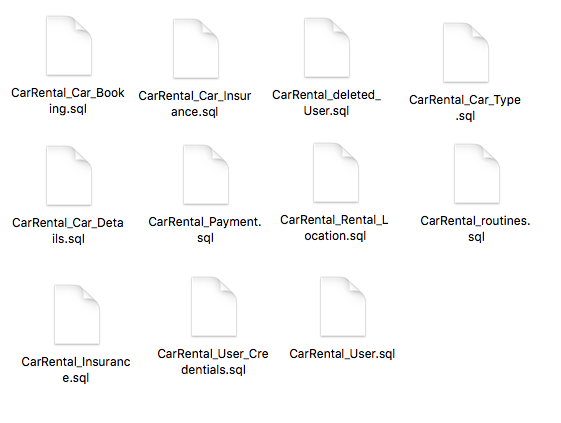 CarRental_Car_Book
ing.sql
CarRental_Car_Insur
ance.sql
CarRental_deleted_
User.sql
CarRental_Car_Type
.sql
CarRental_Car_Deta
ils.sql
CarRental_Payment.
sql
CarRental_Rental_L
ocation.sql
CarRental_routines.
sql
CarRental_Insuranc
e.sql
CarRental_User_Cre
dentials.sql
CarRental_User.sql